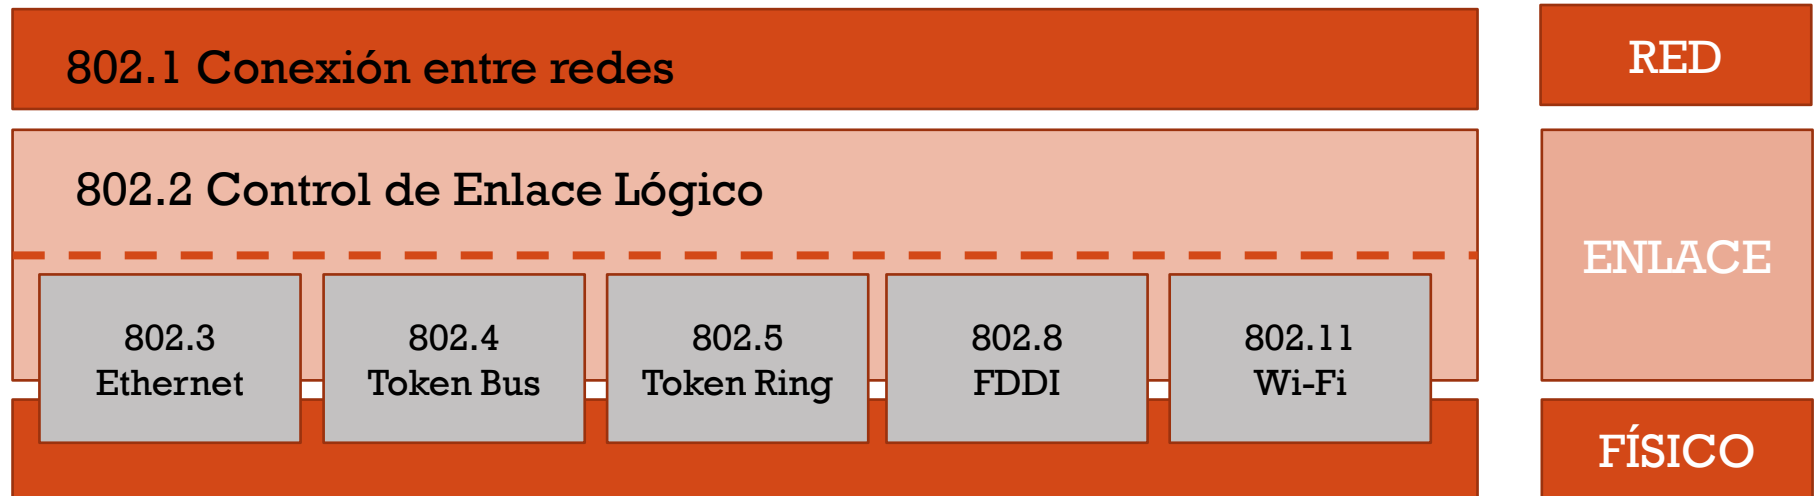 802.1 Conexión entre redes
RED
802.2 Control de Enlace Lógico
ENLACE
802.3
Ethernet
802.4
Token Bus
802.5
Token Ring
802.8
FDDI
802.11
Wi-Fi
FÍSICO